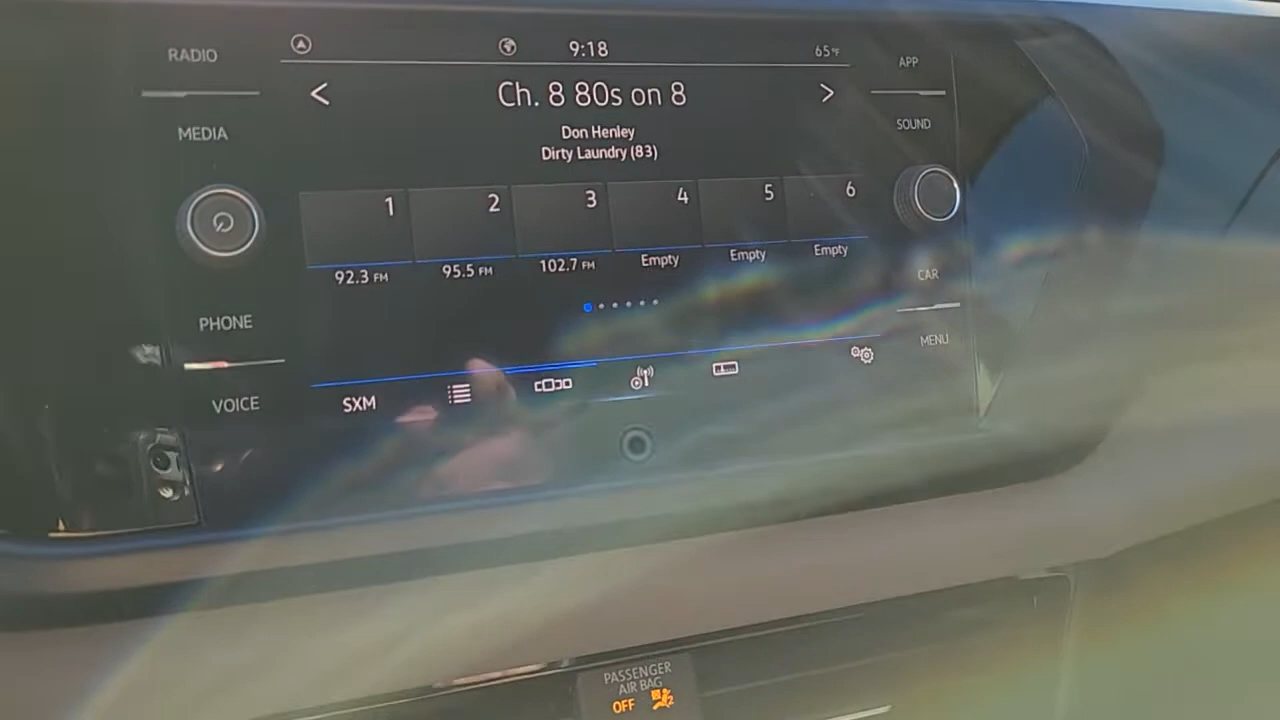 RADIO
9:18
65°F
APP
< Ch. 8 80s on 8 >
MEDIA
SOUND
Don Henley
Dirty Laundry (83)
1 2 3 4 5 6
92.3 FM 95.5 FM 102.7 FM Empty Empty Empty
CAR
PHONE
MENU
VOICE
SXM
PASSENGER
AIR BAG
OFF